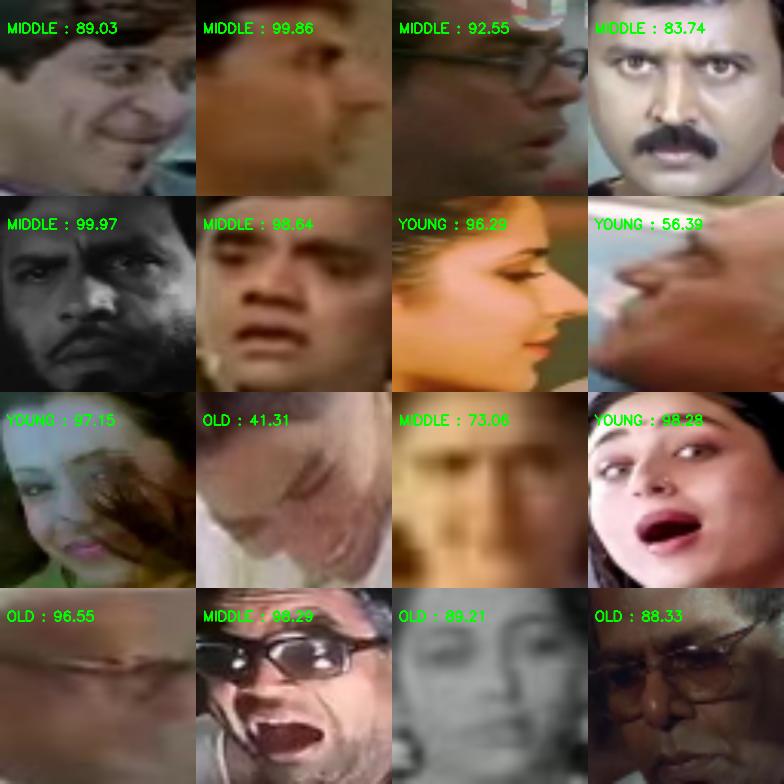 MIDDLE : 89.03
MIDDLE : 99.86
MIDDLE : 92.55
MIDDLE : 83.74
MIDDLE : 99.97
MIDDLE : 98.64
YOUNG : 96.29
YOUNG : 56.39
YOUNG : 97.15
OLD : 41.31
MIDDLE : 73.06
YOUNG : 98.28
OLD : 96.55
MIDDLE : 98.29
OLD : 89.21
OLD : 88.33